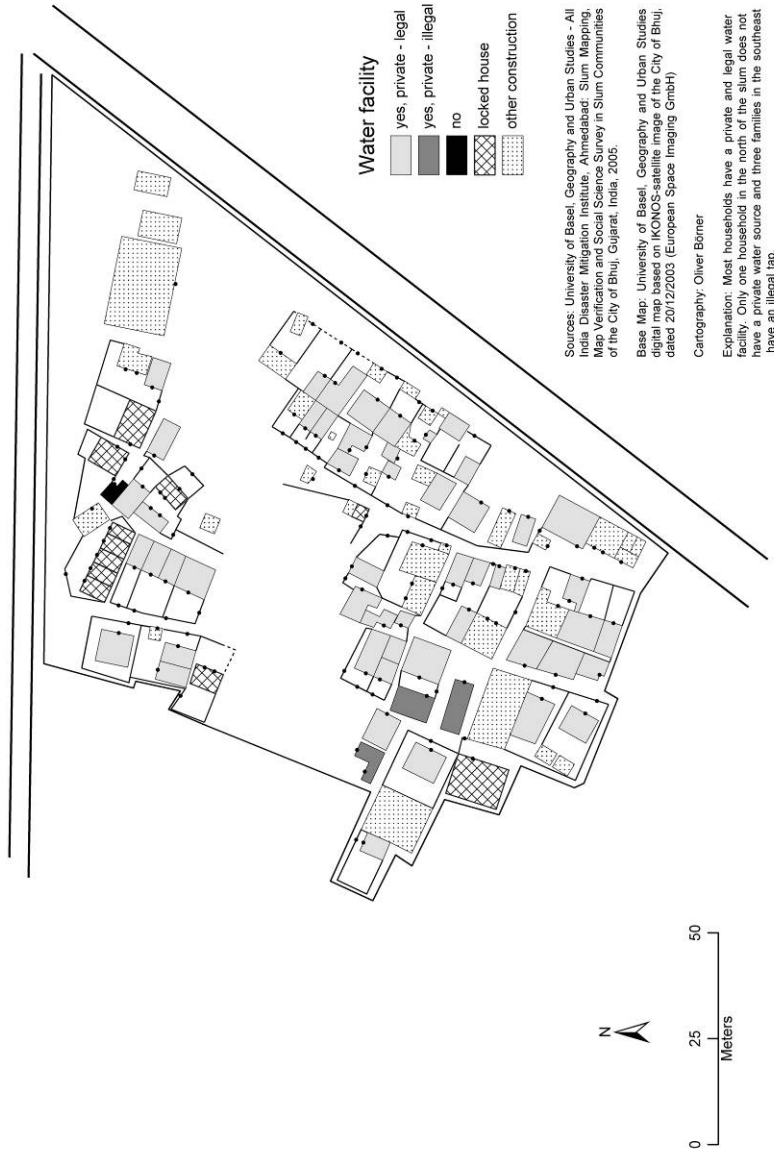 Water facility
yes, private - legal
yes, private - illegal
no
locked house
other construction
Sources: University of Basel, Geography and Urban Studies - All
India Disaster Mitigation Institute, Ahmedabad: Slum Mapping,
Map Verification and Social Science Survey in Slum Communities
of the City of Bhuj, Gujarat, India, 2005.
Base Map: University of Basel, Geography and Urban Studies
digital map based on IKONOS-satellite image of the City of Bhuj,
dated 20/12/2003 (European Space Imaging GmbH)
Cartography: Oliver Börner
Explanation: Most households have a private and legal water
facility. Only one household in the north of the slum does not
have a private water source and three families in the southeast
have an illegal tap.
N
0 25 50
Meters